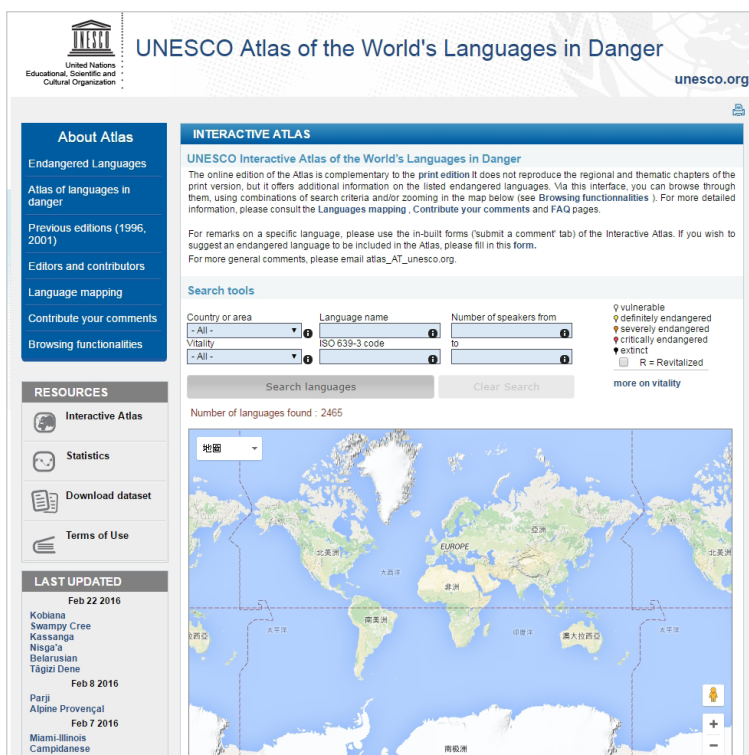 UNESCO
United Nations
Educational, Scientific and
Cultural Organization
UNESCO Atlas of the World's Languages in Danger
unesco.org
About Atlas
Endangered Languages
Atlas of languages in
danger
Previous editions (1996,
2001)
Editors and contributors
Language mapping
Contribute your comments
Browsing functionalities
RESOURCES
Interactive Atlas
Statistics
Download dataset
Terms of Use
LAST UPDATED
Feb 22 2016
Kobiana
Swampy Cree
Kassanga
Nisga'a
Belarusian
Tāgizi Dene
Feb 8 2016
Parji
Alpine Provençal
Feb 7 2016
Miami-Illinois
Campidanese
INTERACTIVE ATLAS
UNESCO Interactive Atlas of the World's Languages in Danger
The online edition of the Atlas is complementary to the print edition It does not reproduce the regional and thematic chapters of the
print version, but it offers additional information on the listed endangered languages. Via this interface, you can browse through
them, using combinations of search criteria and/or zooming in the map below (see Browsing functionnalities ). For more detailed
information, please consult the Languages mapping , Contribute your comments and FAQ pages.
For remarks on a specific language, please use the in-built forms ('submit a comment' tab) of the Interactive Atlas. If you wish to
suggest an endangered language to be included in the Atlas, please fill in this form.
For more general comments, please email atlas_AT_unesco.org.
Search tools
Country or area
Language name
Number of speakers from
- All -
Vitality
ISO 639-3 code
to
- All -
vulnerable
definitely endangered
severely endangered
critically endangered
extinct
R = Revitalized
more on vitality
Search languages
Clear Search
Number of languages found : 2465
地圖
亞洲
EUROPE
北美洲
北美洲
大西洋
非洲
南美洲
拉西亞
太平洋
印度洋
澳大拉西亞
太平洋
南極洲
+
−